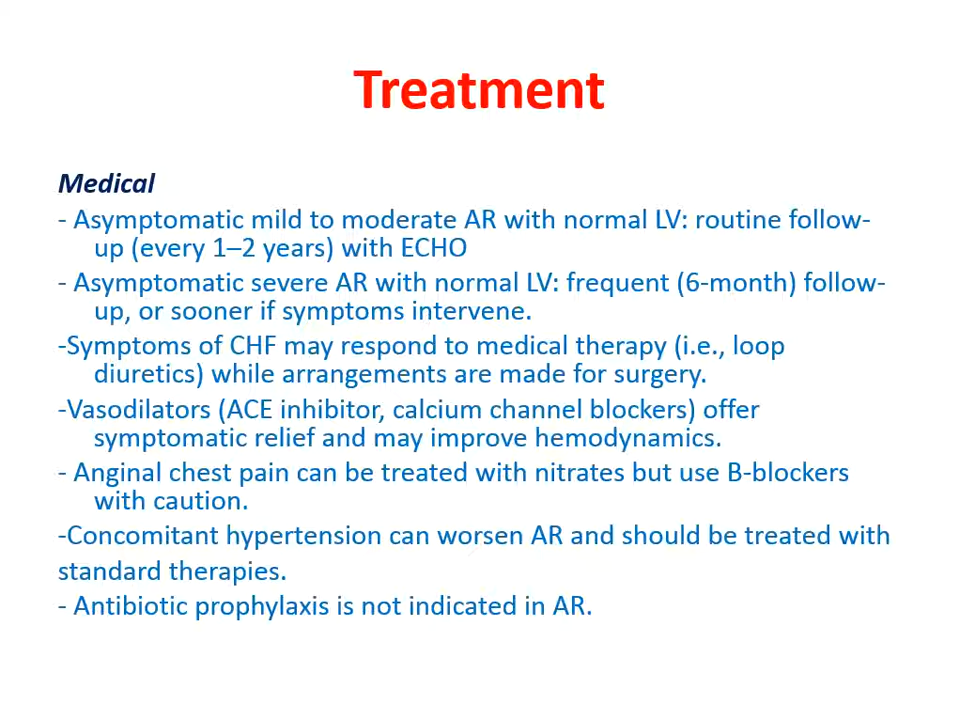 Treatment
Medical
- Asymptomatic mild to moderate AR with normal LV: routine follow-
up (every 1–2 years) with ECHO
- Asymptomatic severe AR with normal LV: frequent (6-month) follow-
up, or sooner if symptoms intervene.
-Symptoms of CHF may respond to medical therapy (i.e., loop
diuretics) while arrangements are made for surgery.
-Vasodilators (ACE inhibitor, calcium channel blockers) offer
symptomatic relief and may improve hemodynamics.
- Anginal chest pain can be treated with nitrates but use B-blockers
with caution.
-Concomitant hypertension can worsen AR and should be treated with
standard therapies.
- Antibiotic prophylaxis is not indicated in AR.